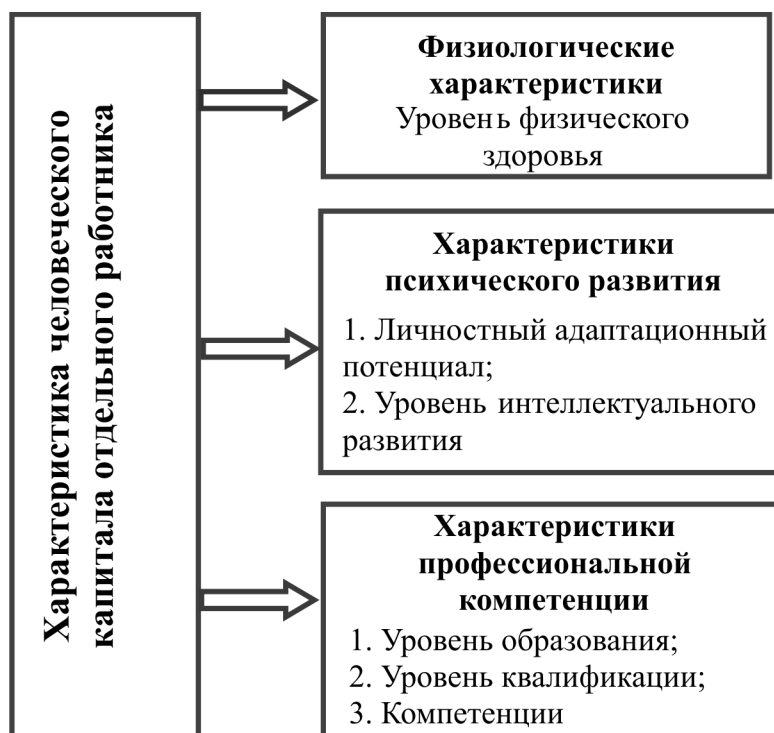 Характеристика человеческого
капитала отдельного работника
Физиологические
характеристики
Уровень физического
здоровья
Характеристики
психического развития
1. Личностный адаптационный
потенциал;
2. Уровень интеллектуального
развития
Характеристики
профессиональной
компетенции
1. Уровень образования;
2. Уровень квалификации;
3. Компетенции